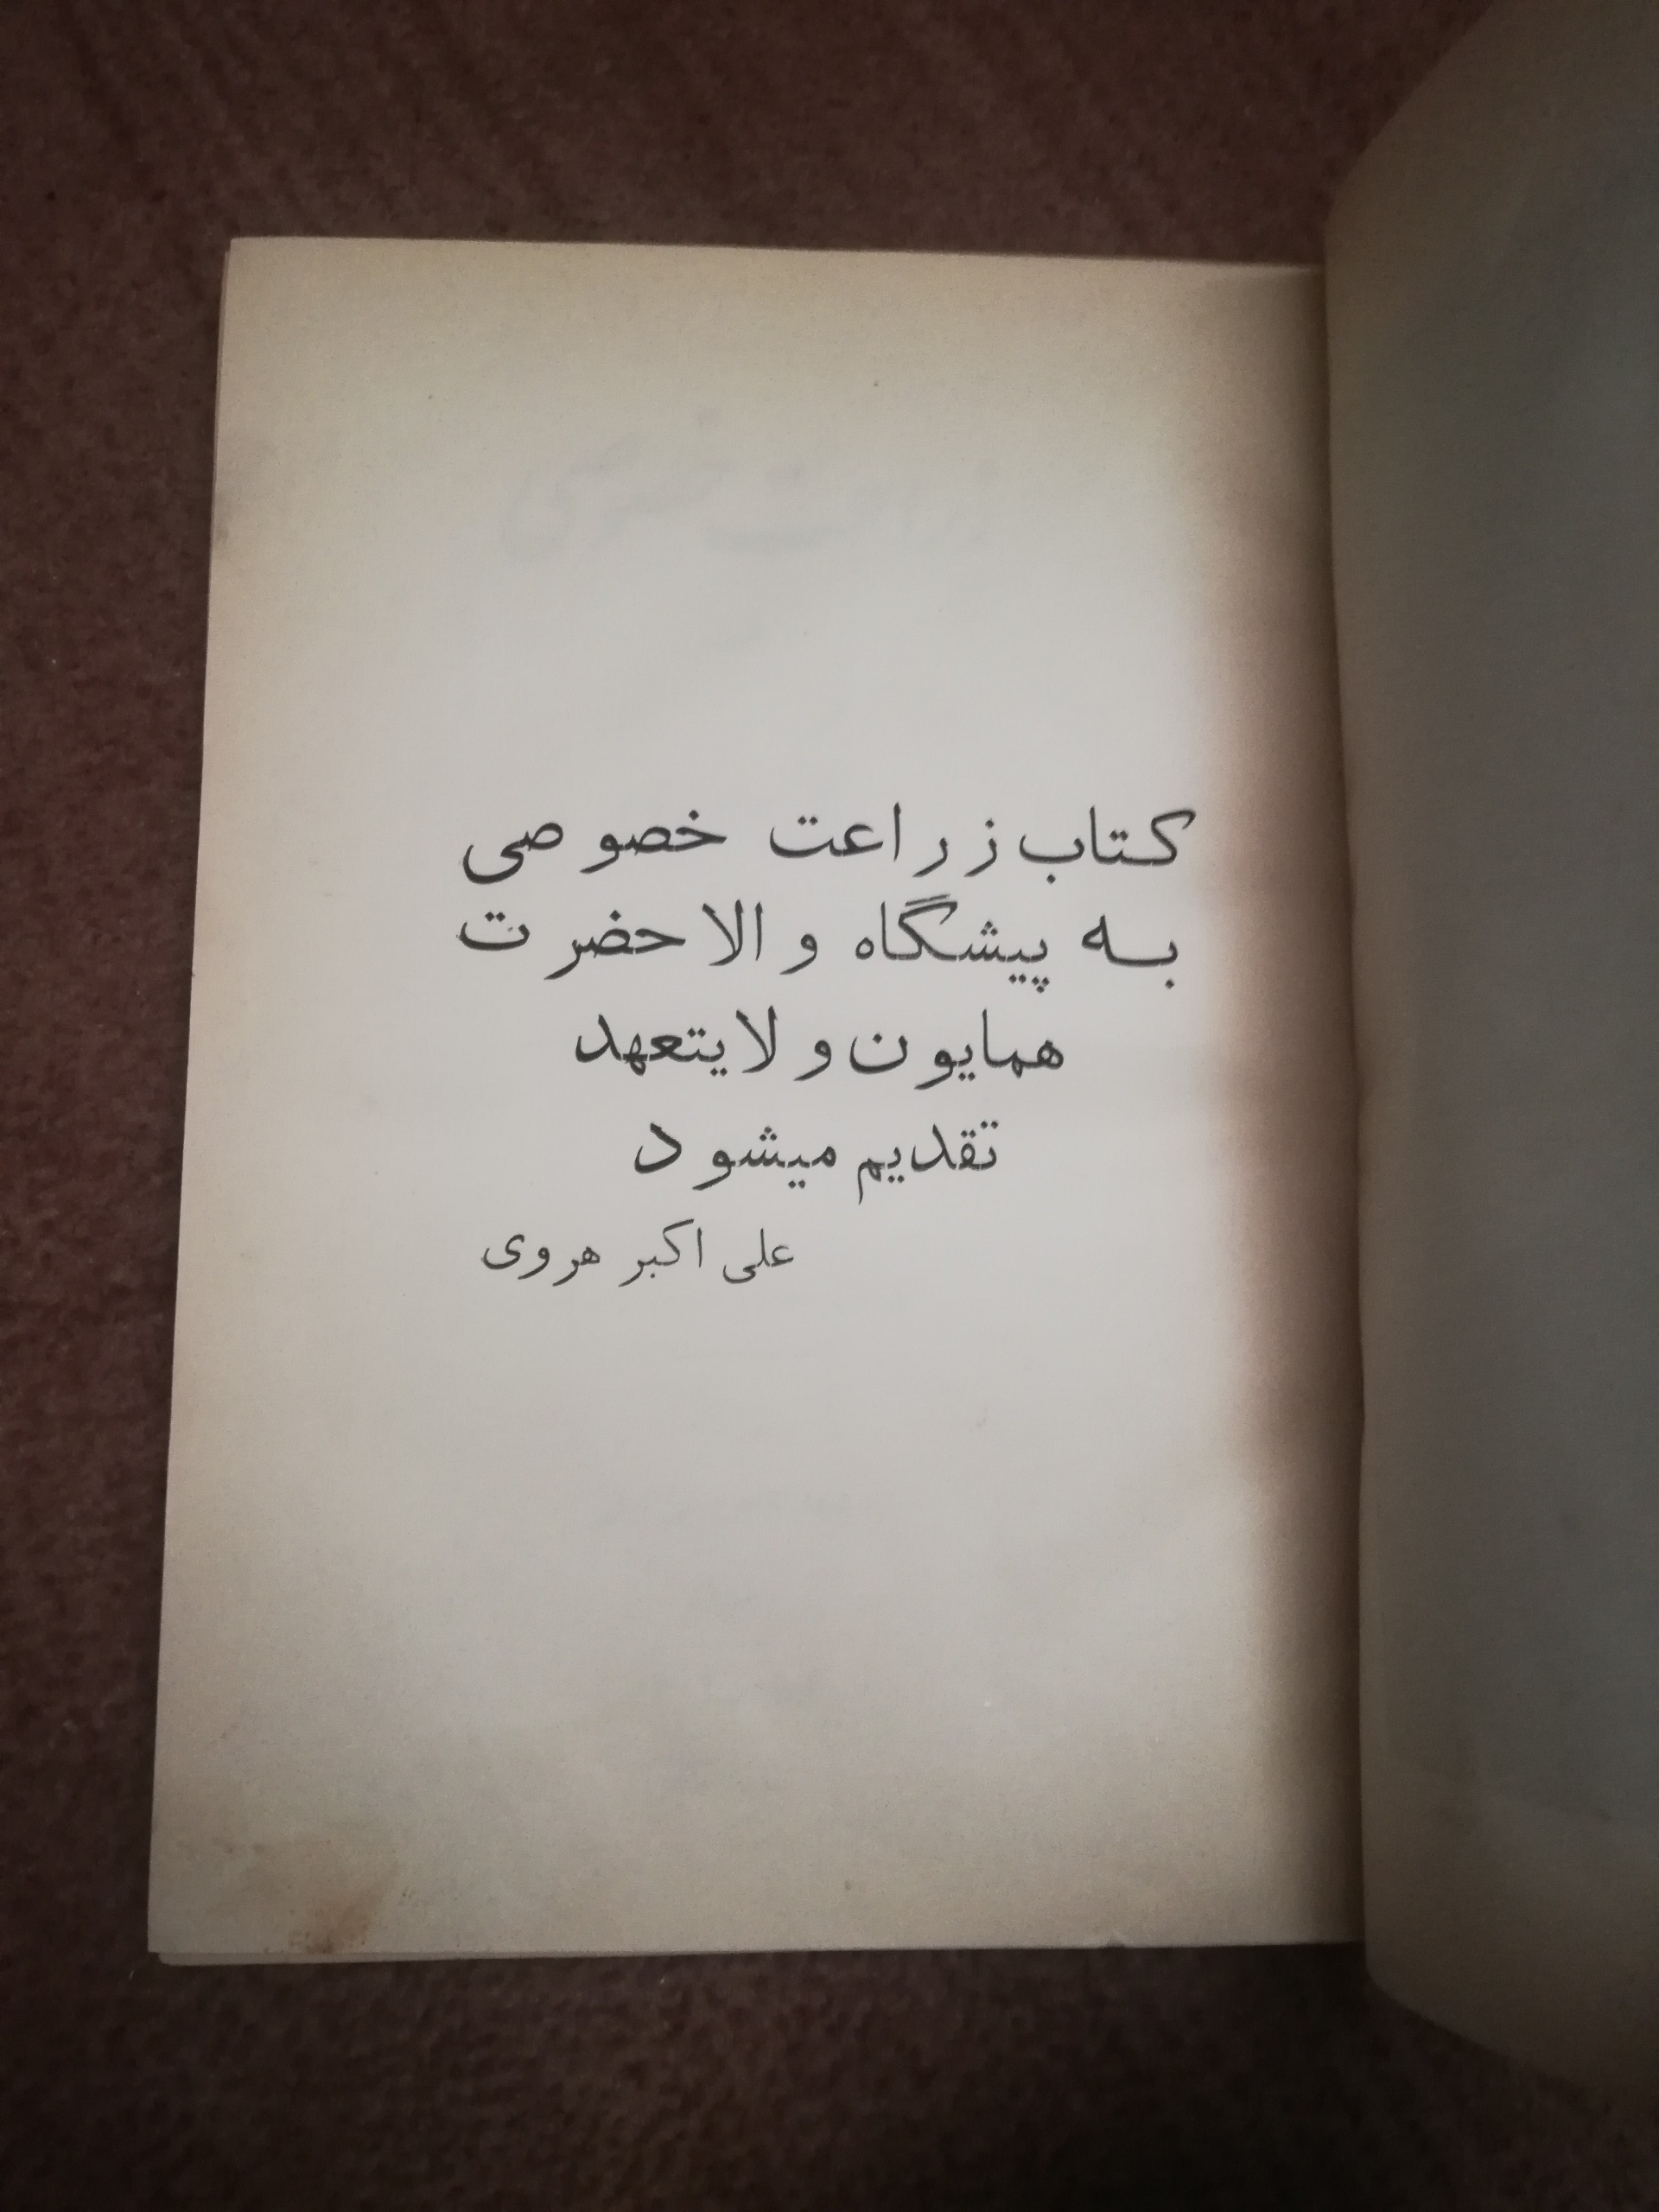 کتاب زراعت خصوصی
به پیشگاه والاحضرت
همایون ولایتعهد
تقدیم میشود
علی اکبر هروی